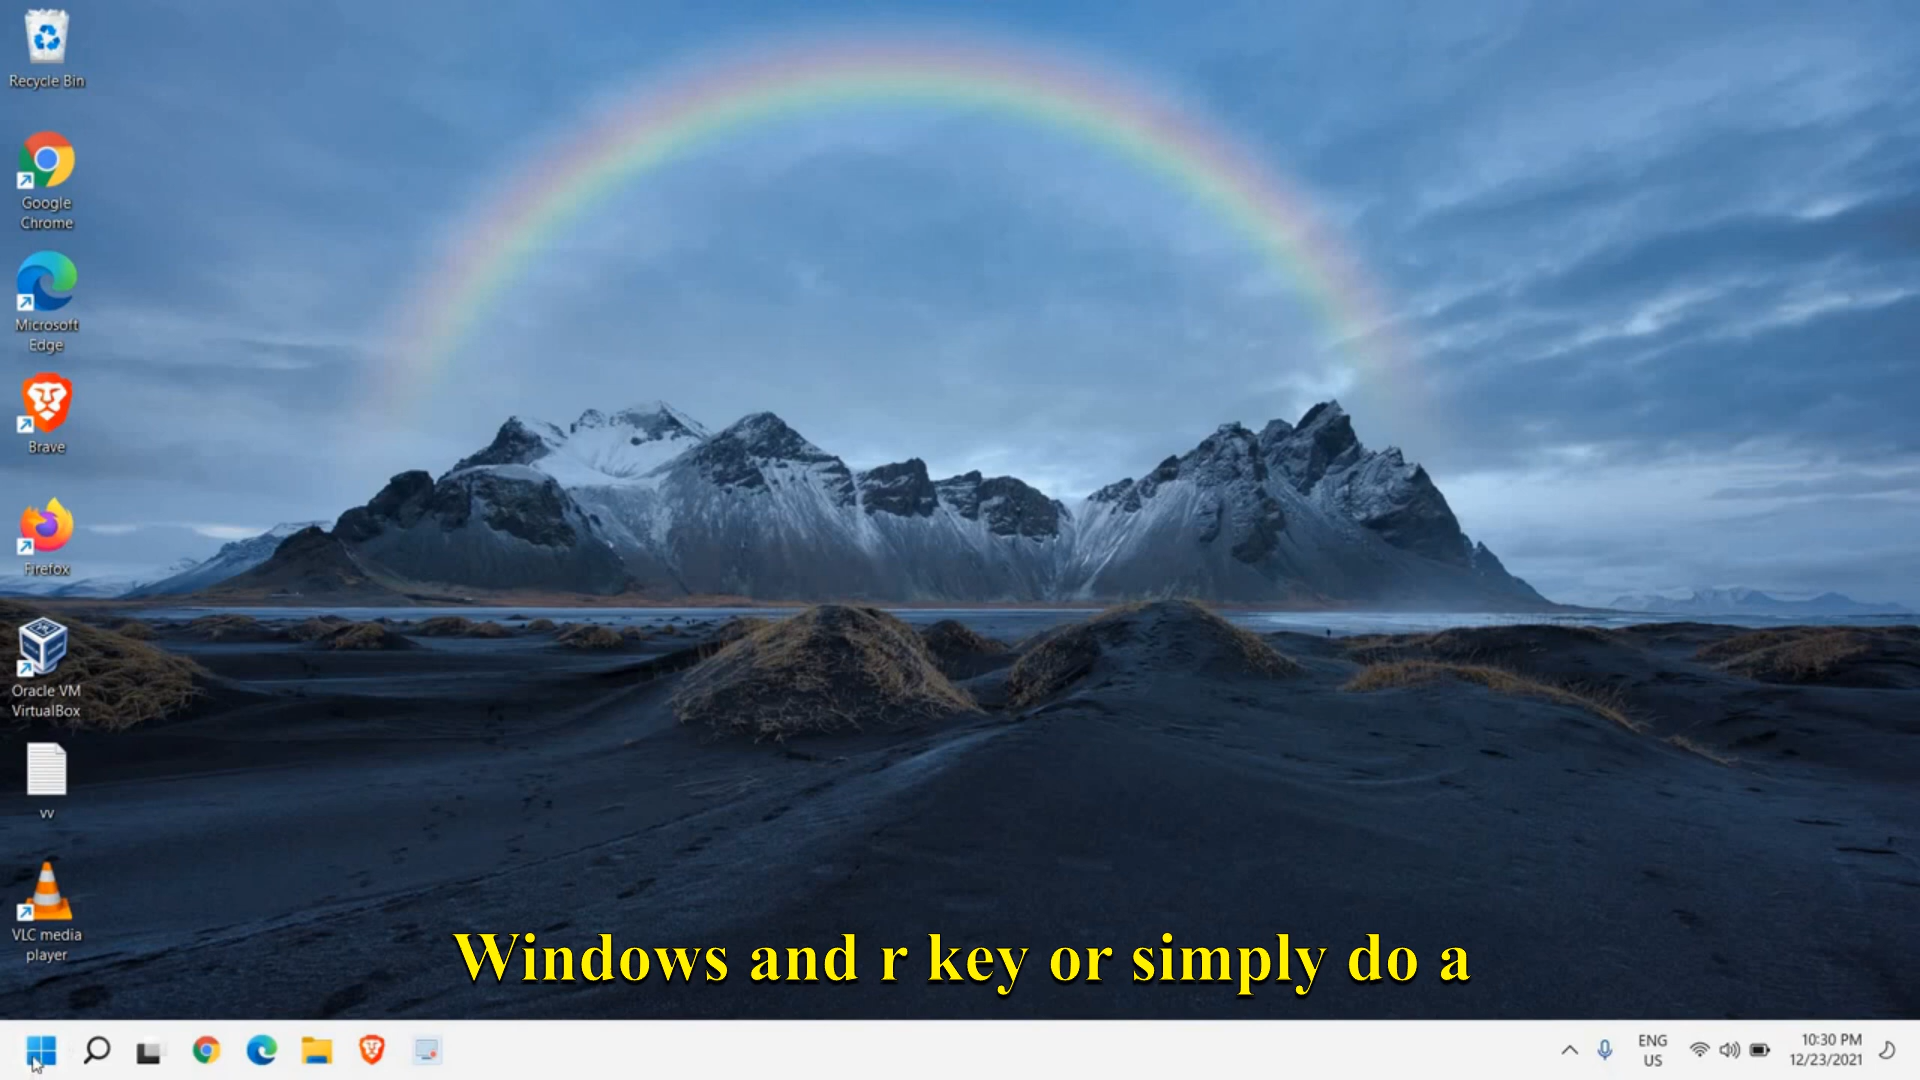 Recycle Bin
Google
Chrome
Microsoft
Edge
Brave
Firefox
Oracle VM
VirtualBox
vv
VLC media
player
Windows and r key or simply do a
ENG
US
10:30 PM
12/23/2021